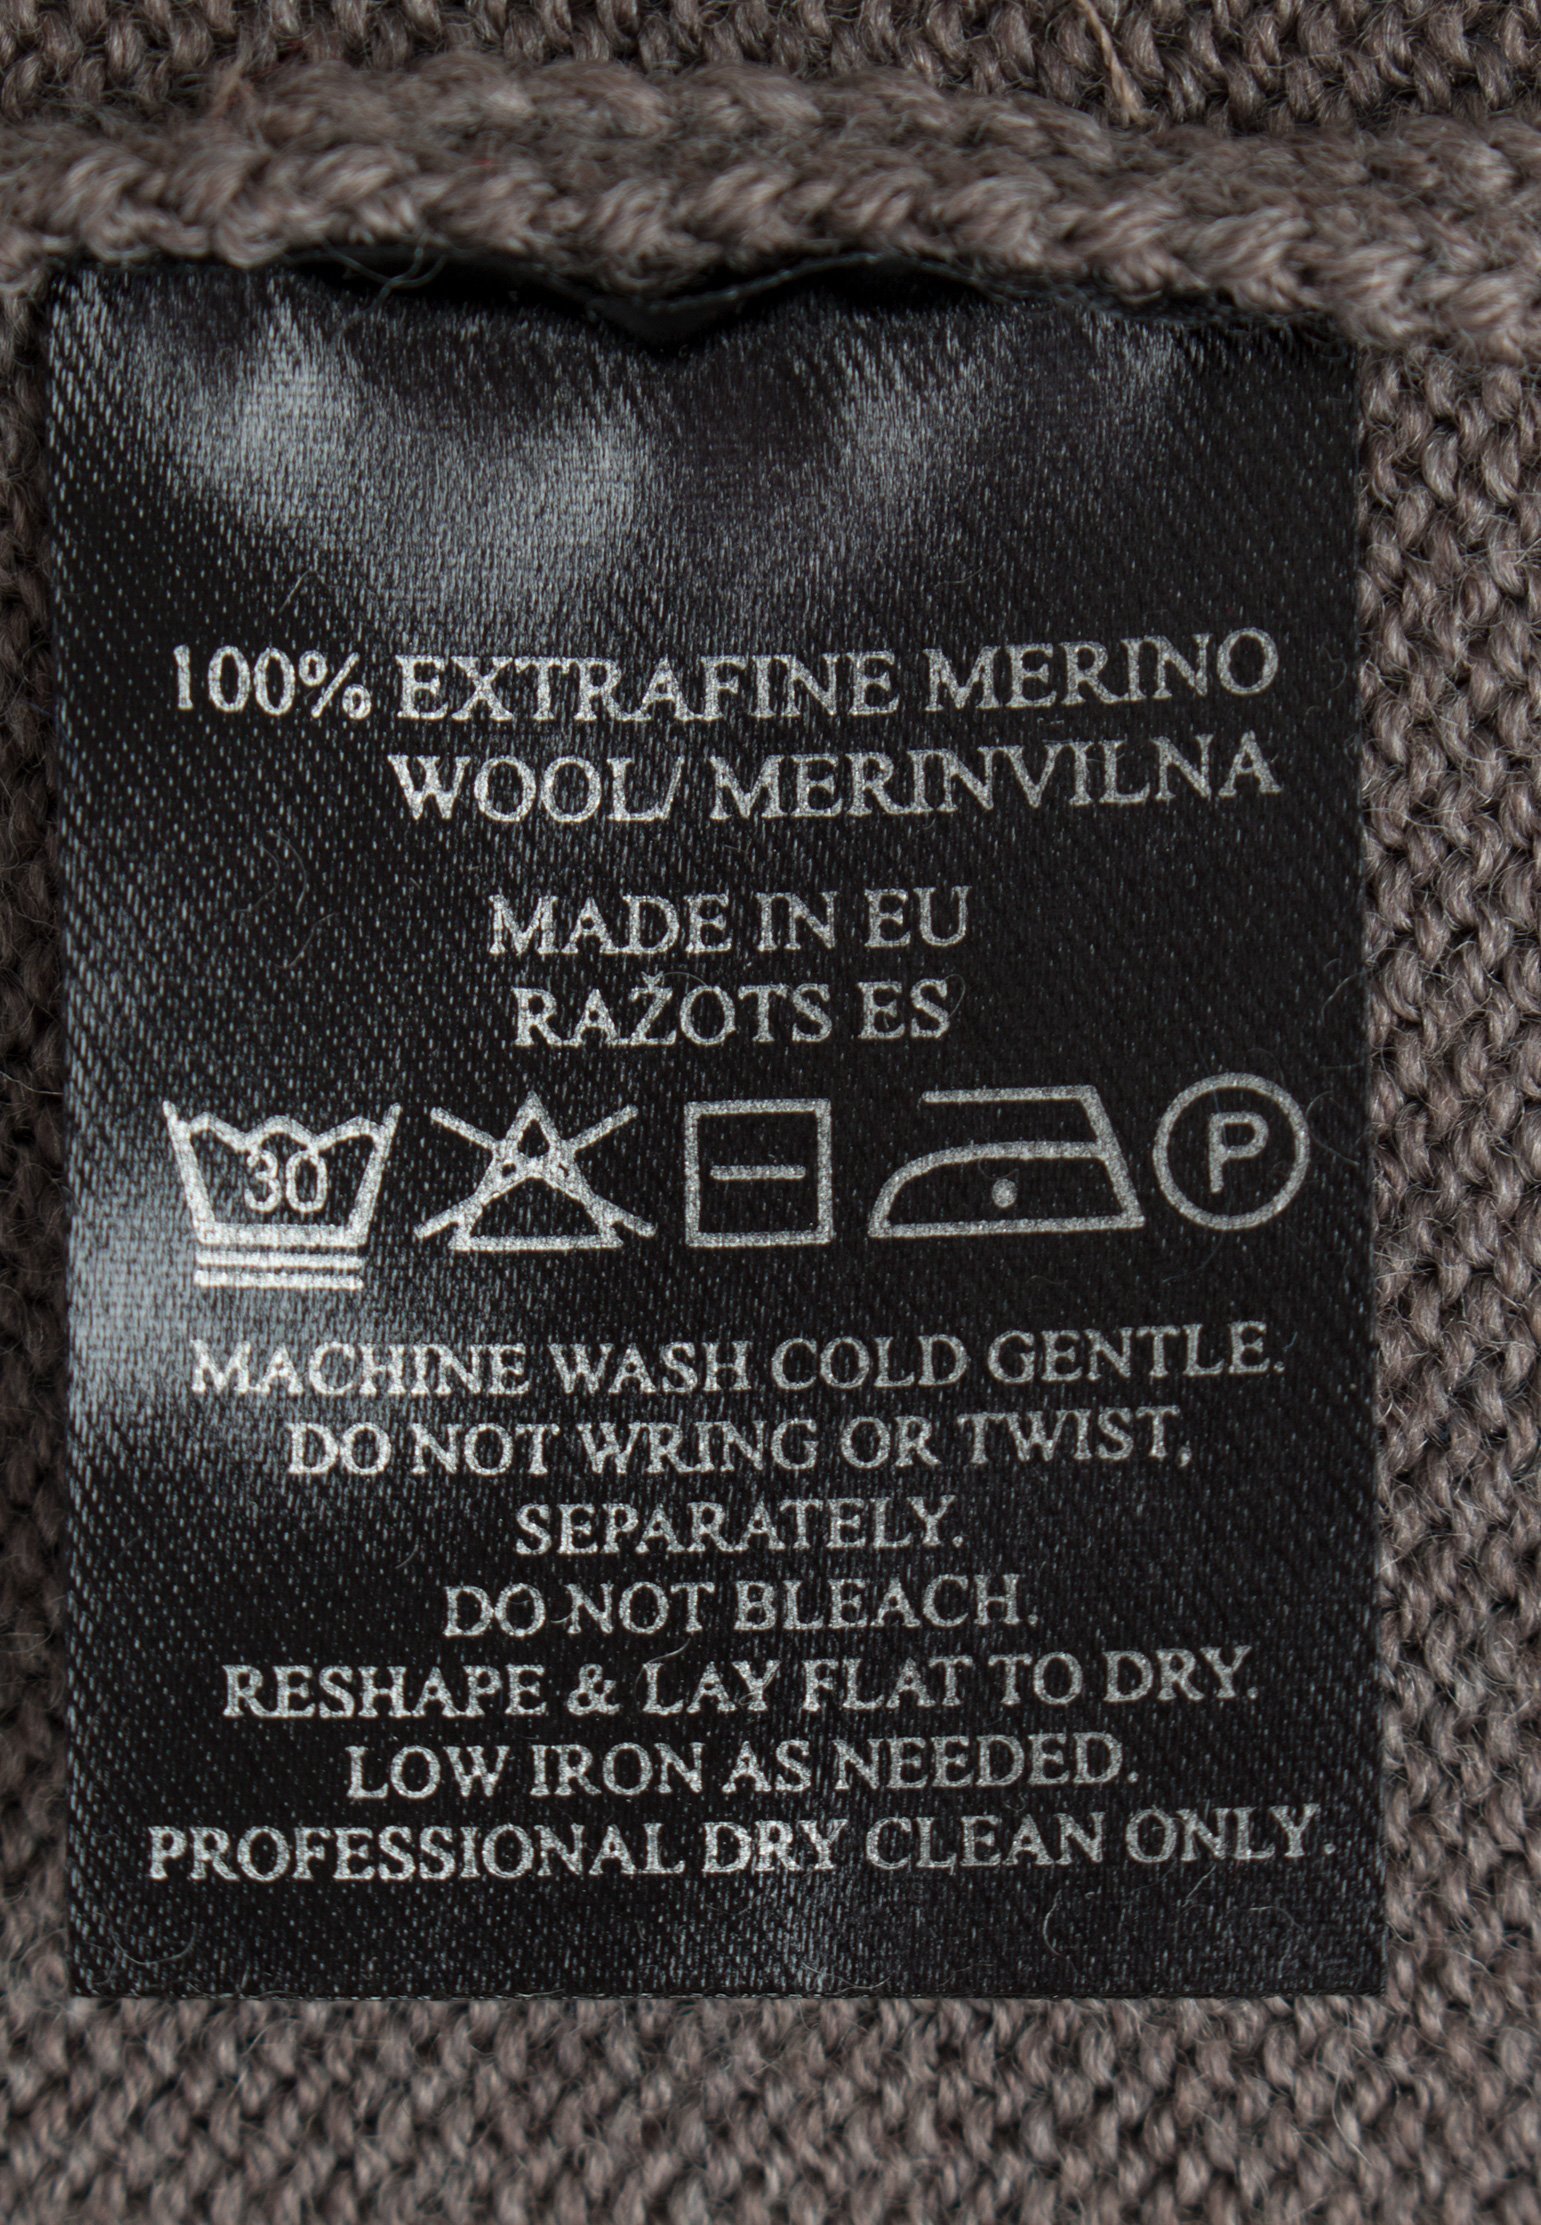 100% EXTRAFINE MERINO
WOOL/ MERINVILNA
MADE IN EU
RAŽOTS ES
30 P
MACHINE WASH COLD GENTLE.
DO NOT WRING OR TWIST,
SEPARATELY.
DO NOT BLEACH.
RESHAPE & LAY FLAT TO DRY.
LOW IRON AS NEEDED.
PROFESSIONAL DRY CLEAN ONLY.